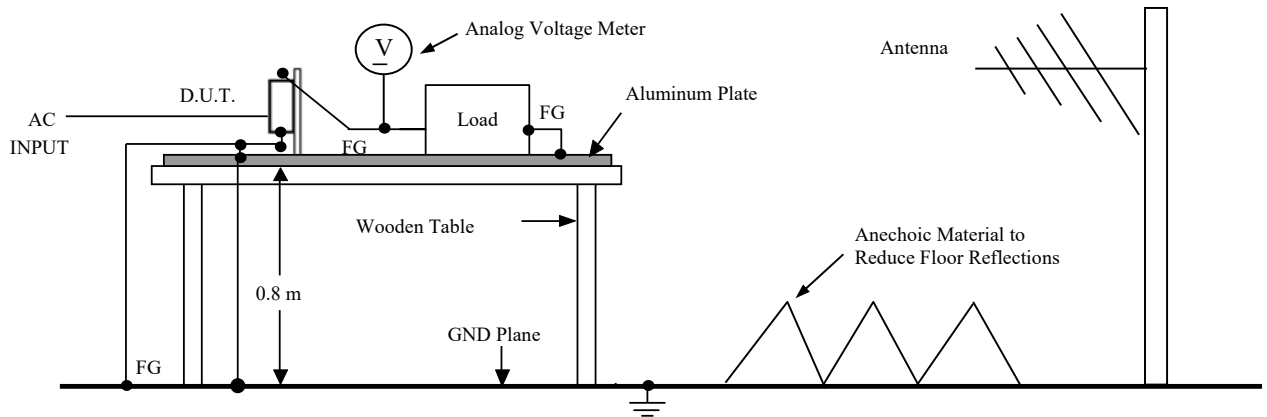 Analog Voltage Meter
V
Antenna
D.U.T.
Aluminum Plate
FG
AC
INPUT
Load
FG
Wooden Table
Anechoic Material to
Reduce Floor Reflections
0.8 m
GND Plane
FG